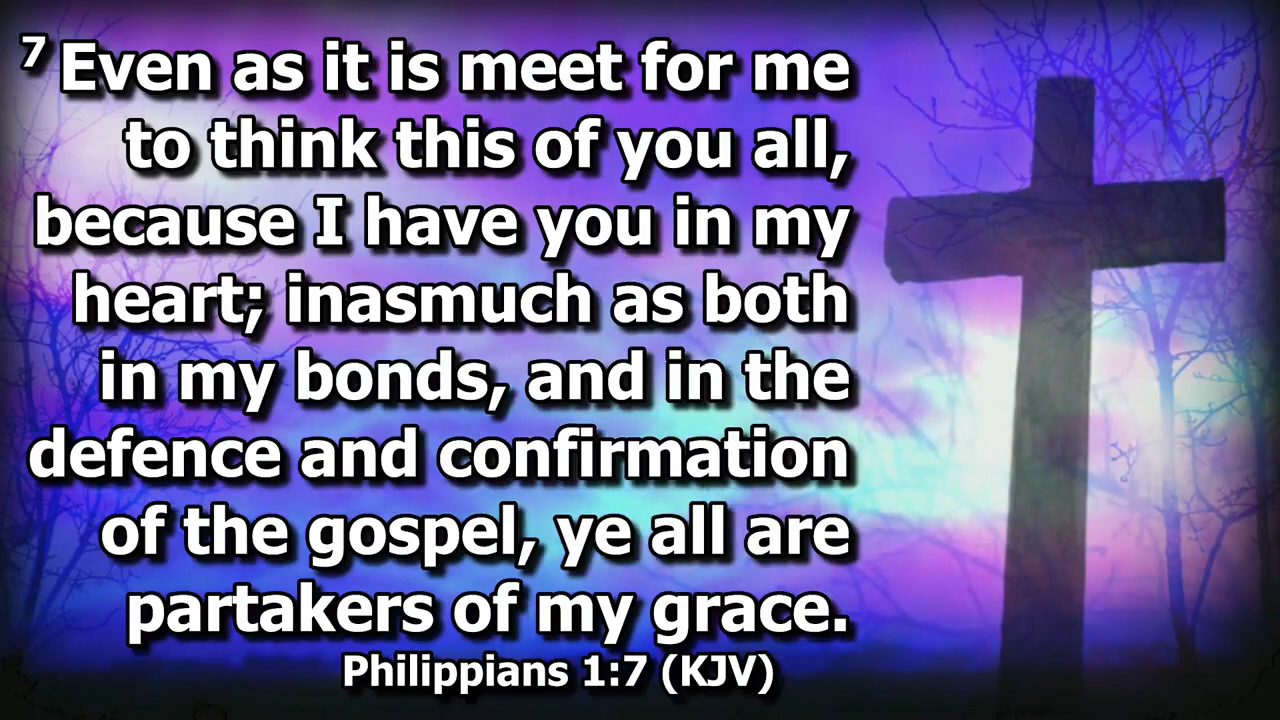 7 Even as it is meet for me
to think this of you all,
because I have you in my
heart; inasmuch as both
in my bonds, and in the
defence and confirmation
of the gospel, ye all are
partakers of my grace.
Philippians 1:7 (KJV)